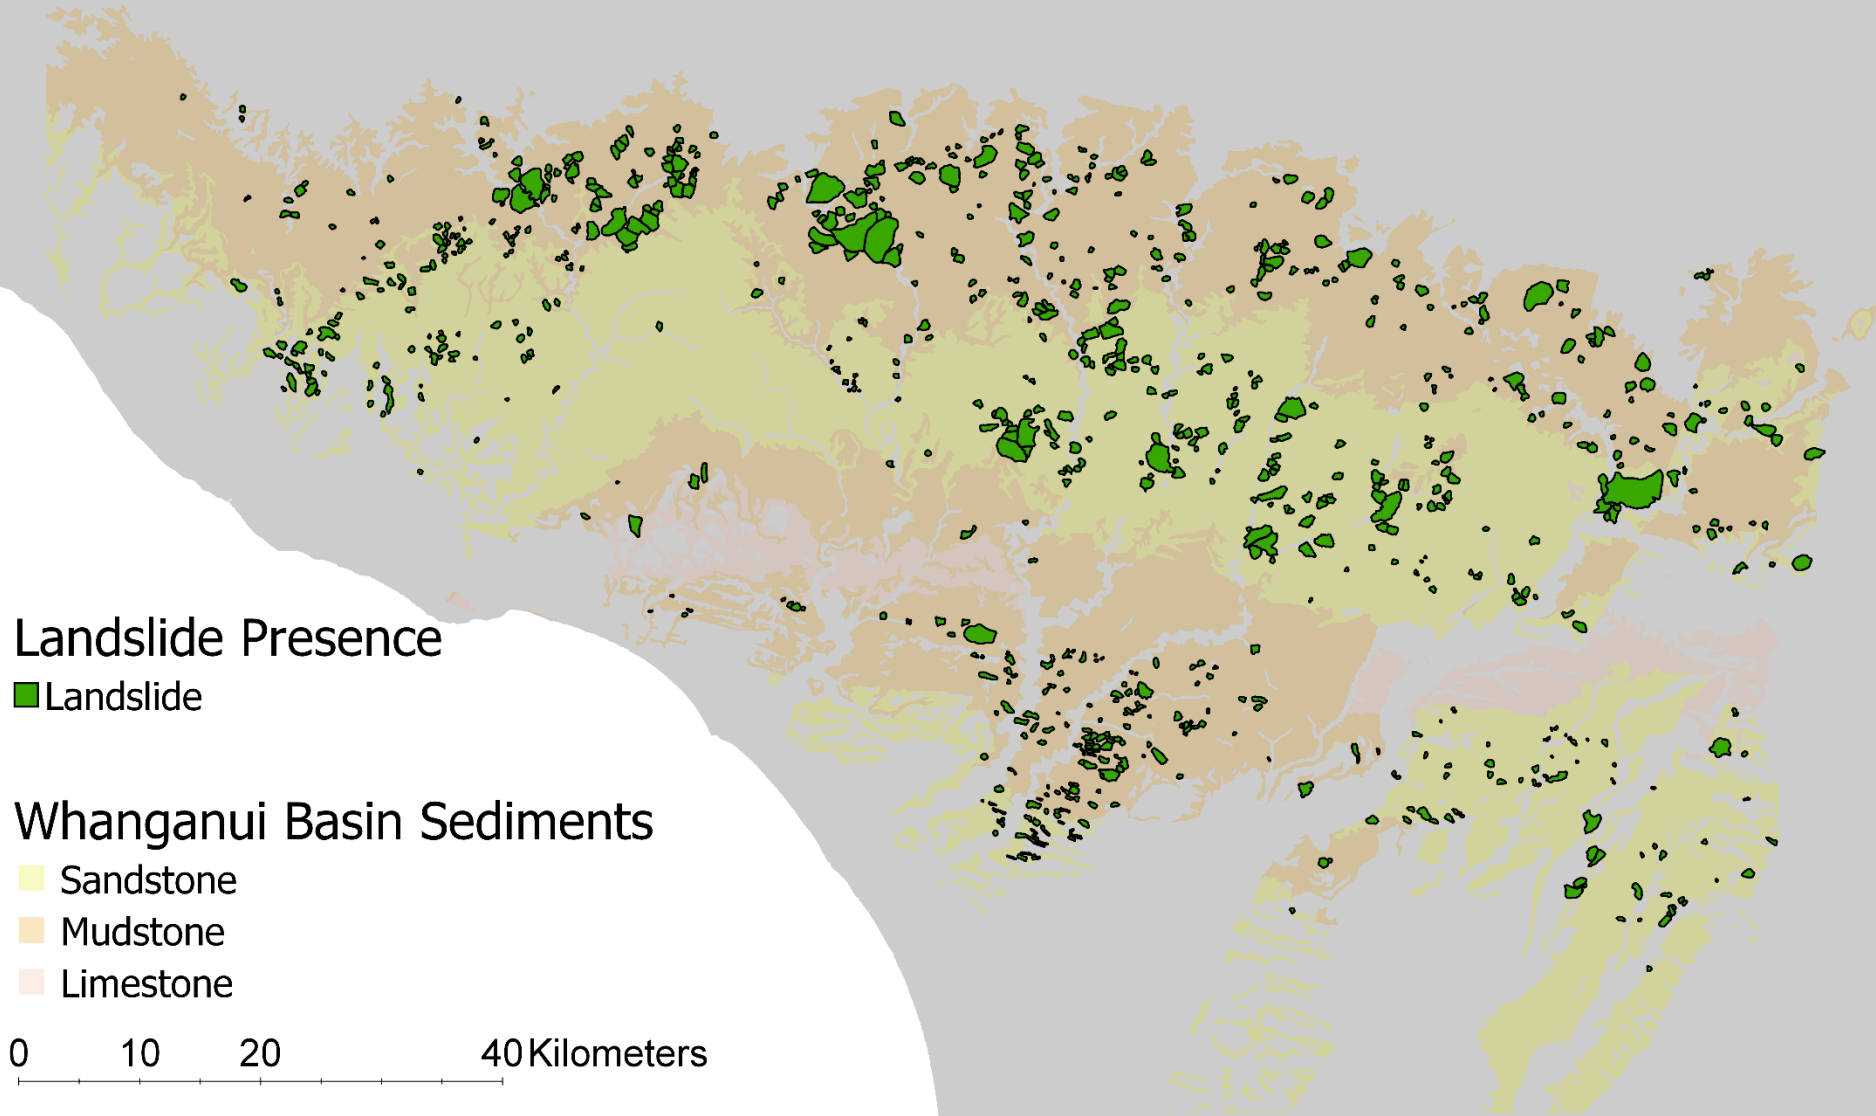 Landslide Presence
Landslide
Whanganui Basin Sediments
Sandstone
Mudstone
Limestone
0 10 20 40 Kilometers